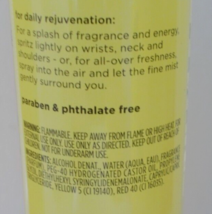 for daily rejuvenation:
For a splash of fragrance and energy,
spritz lightly on wrists, neck and
shoulders - or, for all-over freshness,
spray into the air and let the fine mist
gently surround you.
paraben & phthalate free
WARNING: FLAMMABLE. KEEP AWAY FROM FLAME OR HIGH HEAT.
USE ONLY AS DIRECTED. KEEP OUT OF REACH OF
CHILDREN. NOT FOR UNDERARM USE.
INGREDIENTS: ALCOHOL DENAT., WATER (AQUA, EAU), FRAGRANCE
PEG-40 HYDROGENATED CASTOR OIL,
YELLOW 5 (CI 19140), RED 40 (CI 16035).